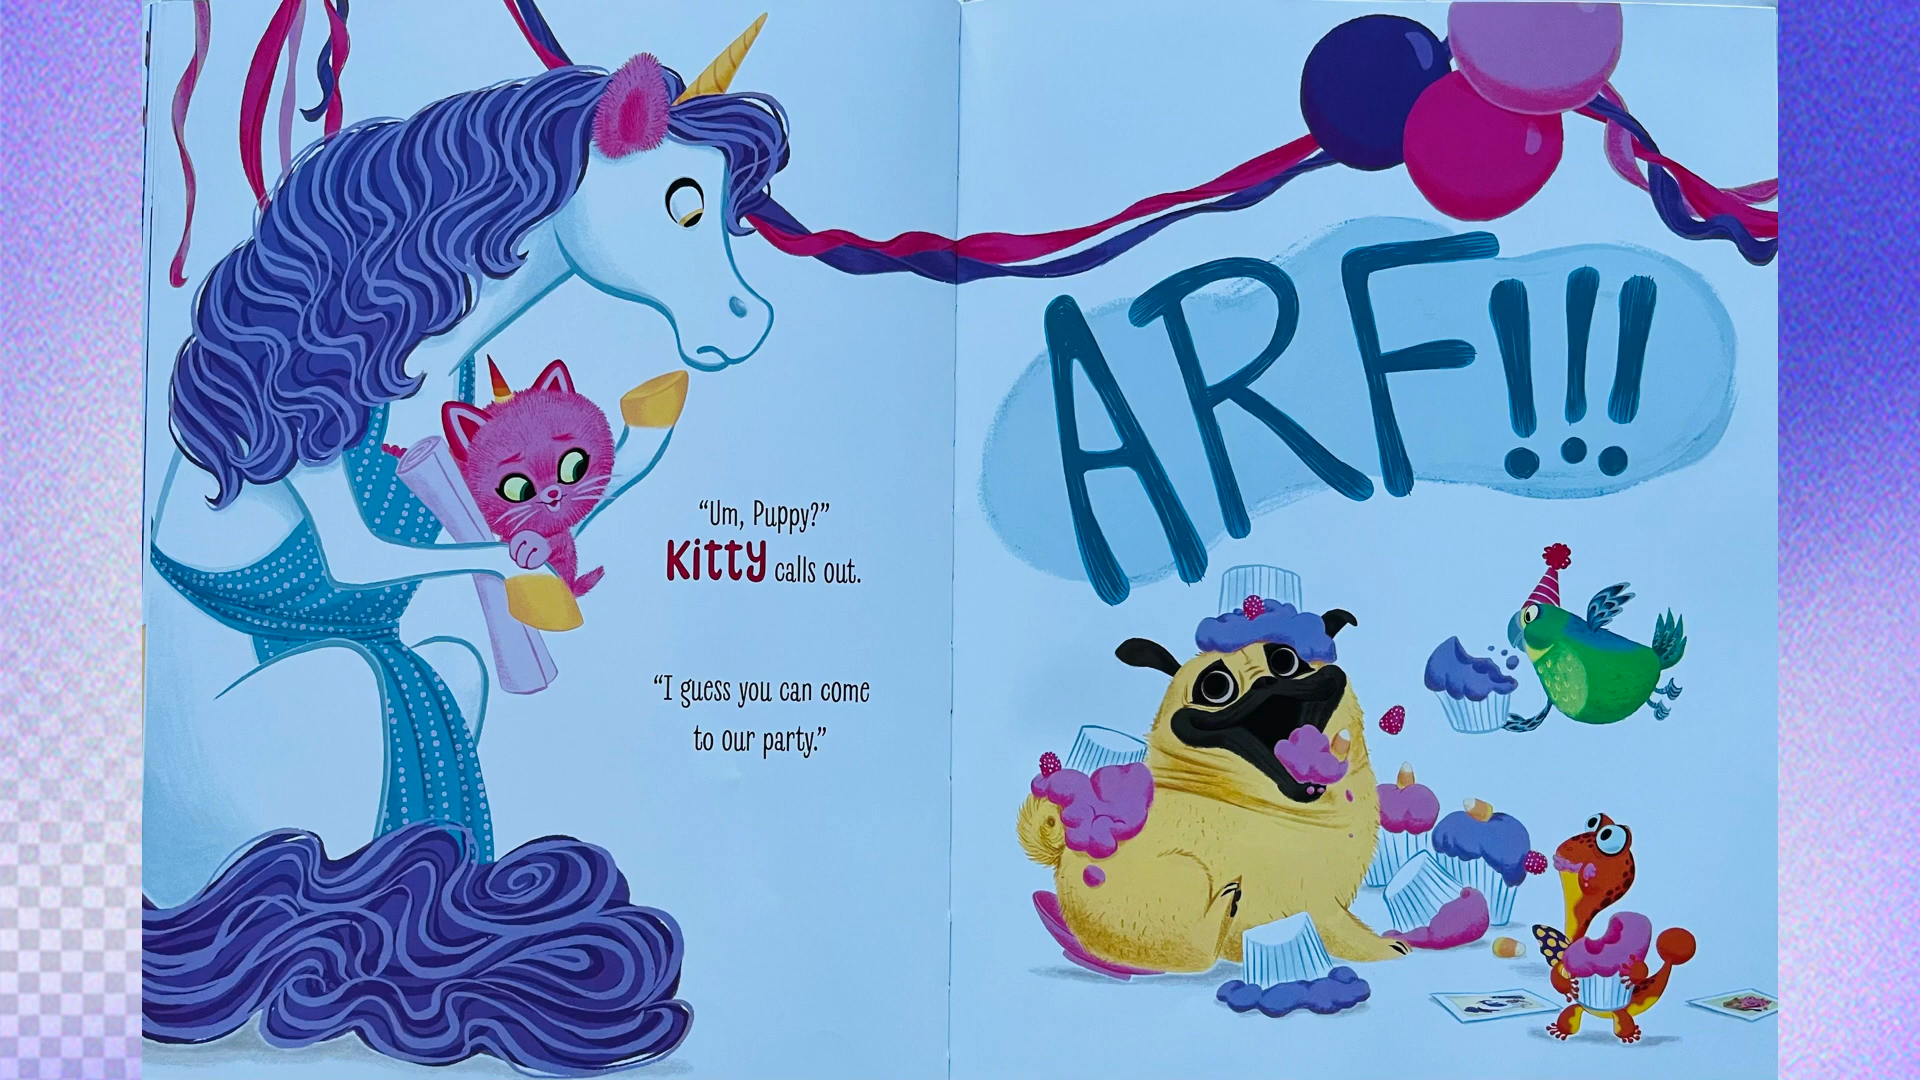 “Um, Puppy?”
Kitty calls out.
“I guess you can come
to our party.”
ARF!!!